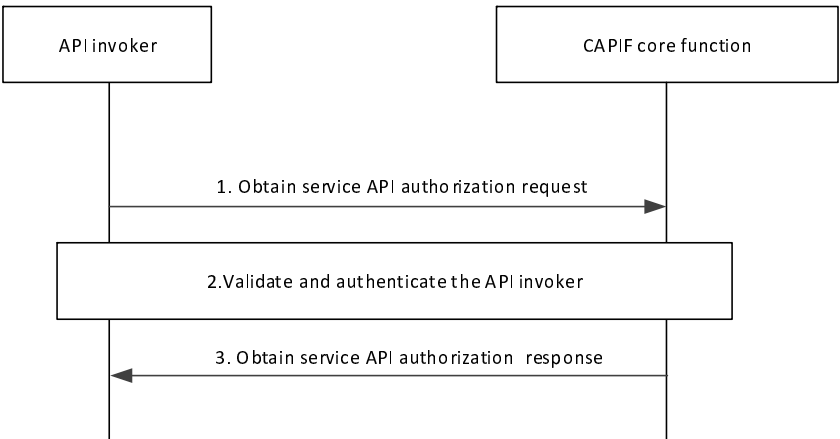 API invoker
CAPIF core function
1. Obtain service API authorization request
2.Validate and authenticate the API invoker
3. Obtain service API authorization response